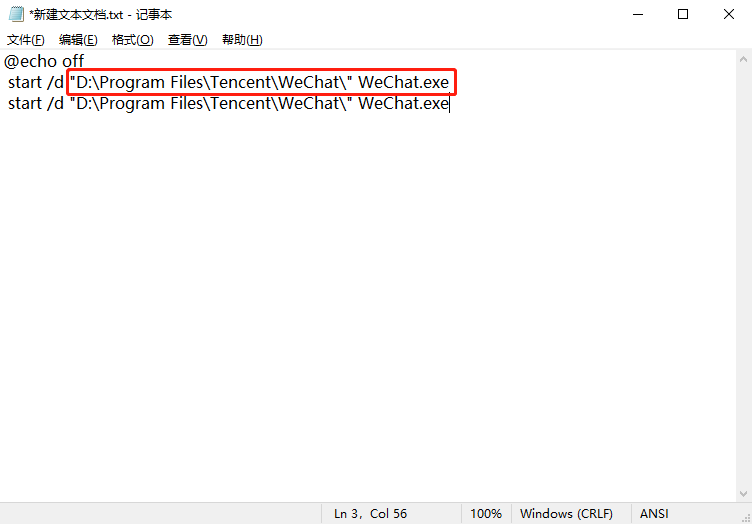 *新建文本文档.txt - 记事本
文件(F) 编辑(E) 格式(O) 查看(V) 帮助(H)
@echo off
start /d "D:\Program Files\Tencent\WeChat\" WeChat.exe
start /d "D:\Program Files\Tencent\WeChat\" WeChat.exe
Ln 3, Col 56 100% Windows (CRLF) ANSI